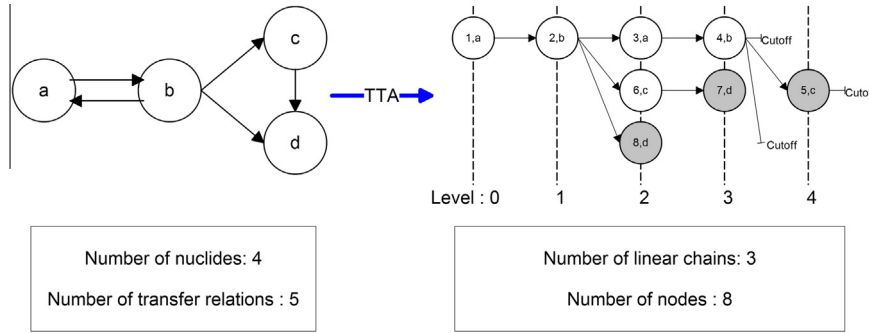 a
b
c
d
TTA
1,a
2,b
3,a
4,b
Cutoff
6,c
7,d
5,c
Cuto
8,d
Cutoff
Level : 0
1
2
3
4
Number of nuclides: 4
Number of transfer relations : 5
Number of linear chains: 3
Number of nodes : 8